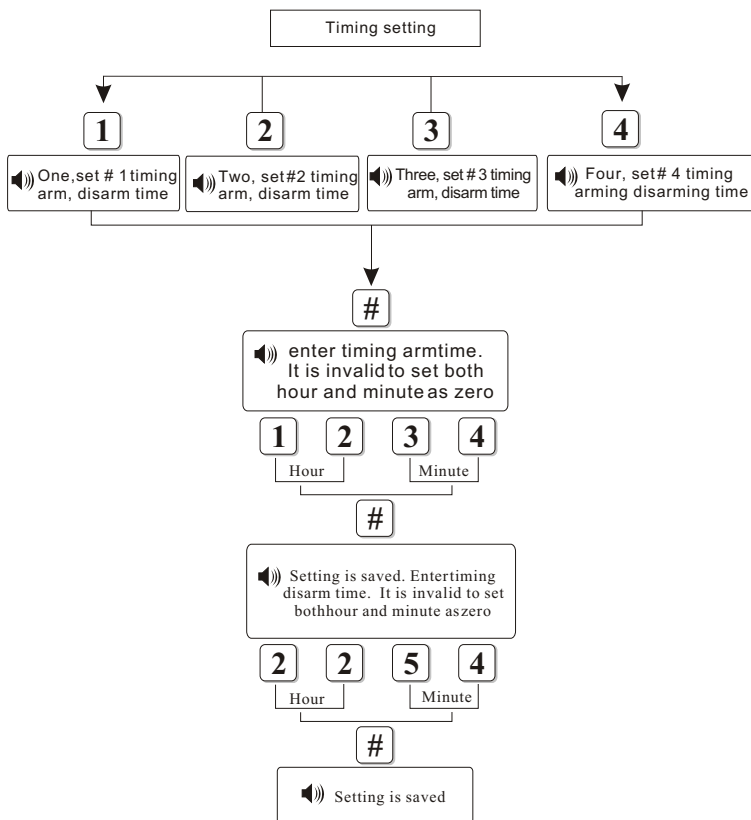 Timing setting
1 2 3 4
One,set # 1 timing
arm, disarm time
Two, set#2 timing
arm, disarm time
Three, set # 3 timing
arm, disarm time
Four, set# 4 timing
arming disarming time
#
enter timing armtime.
It is invalid to set both
hour and minute as zero
1 2 3 4
Hour Minute
#
Setting is saved. Entertiming
disarm time. It is invalid to set
bothhour and minute aszero
2 2 5 4
Hour Minute
#
Setting is saved